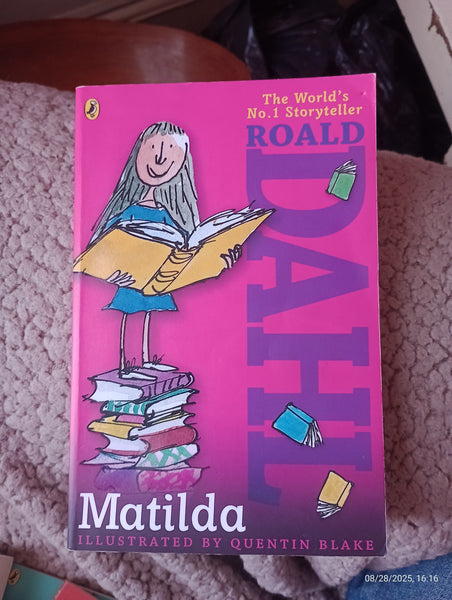 The World's
No.1 Storyteller
ROALD
DAHL
Matilda
ILLUSTRATED BY QUENTIN BLAKE
08/28/2025, 16:16